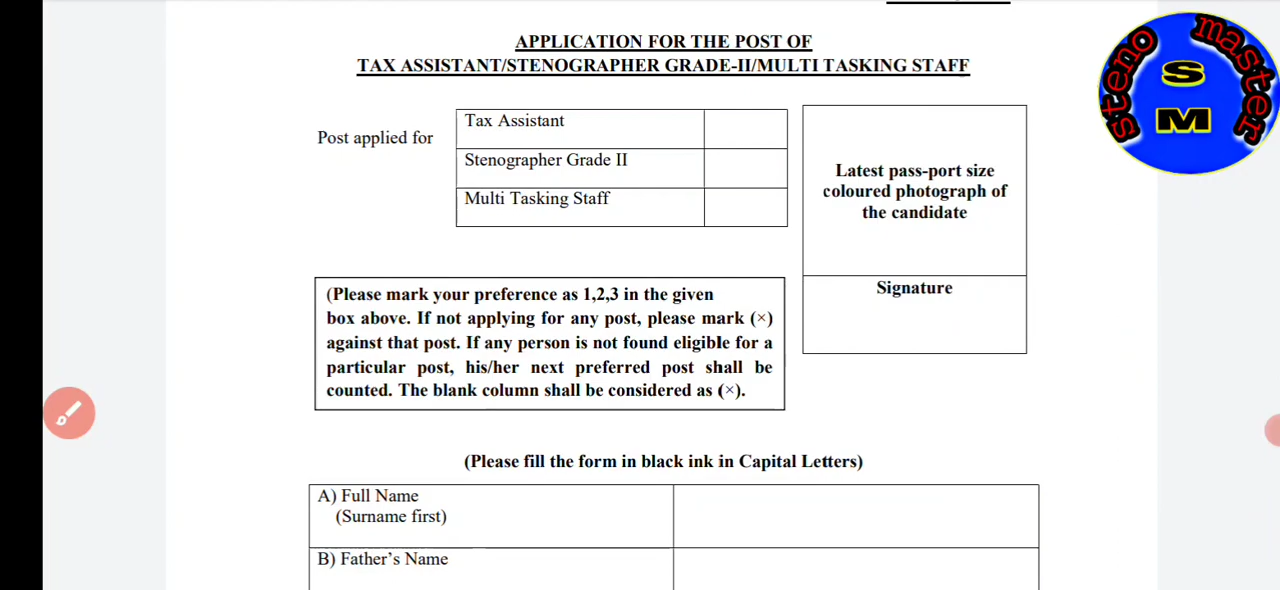 APPLICATION FOR THE POST OF
TAX ASSISTANT/STENOGRAPHER GRADE-II/MULTI TASKING STAFF
steno master
S
M
Post applied for
Tax Assistant
Stenographer Grade II
Multi Tasking Staff
Latest pass-port size
coloured photograph of
the candidate
Signature
(Please mark your preference as 1,2,3 in the given
box above. If not applying for any post, please mark (×)
against that post. If any person is not found eligible for a
particular post, his/her next preferred post shall be
counted. The blank column shall be considered as (×).
(Please fill the form in black ink in Capital Letters)
A) Full Name
(Surname first)
B) Father’s Name